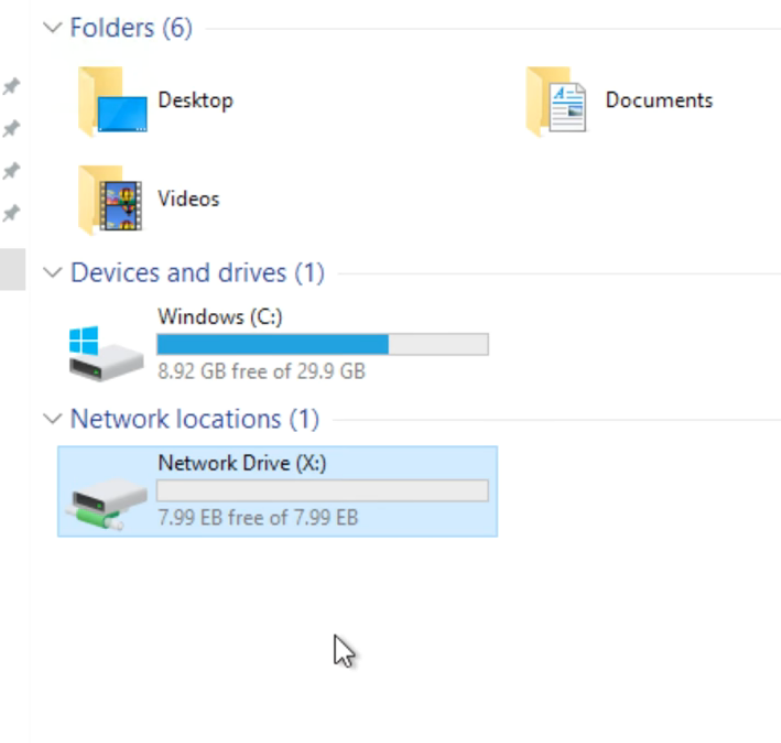 Folders (6)
Desktop
Documents
Videos
Devices and drives (1)
Windows (C:)
8.92 GB free of 29.9 GB
Network locations (1)
Network Drive (X:)
7.99 EB free of 7.99 EB